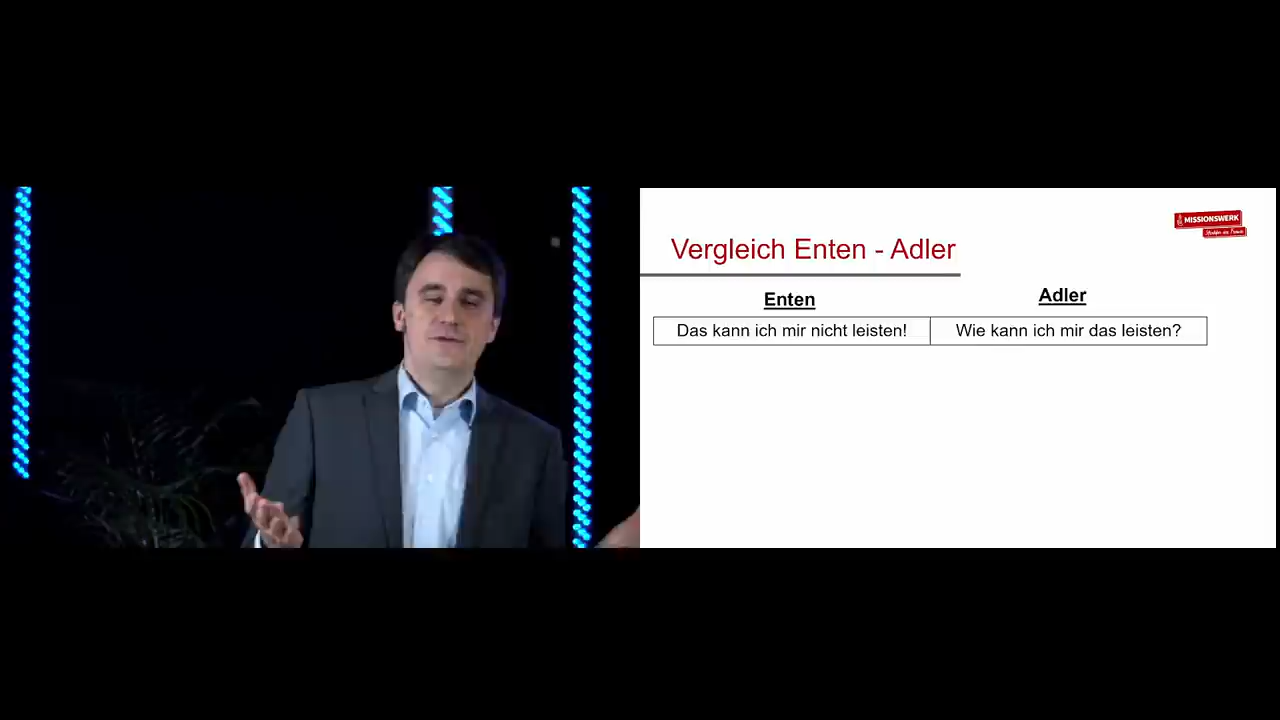 MISSIONSWERK
Vergleich Enten - Adler
Enten
Adler
Das kann ich mir nicht leisten!
Wie kann ich mir das leisten?